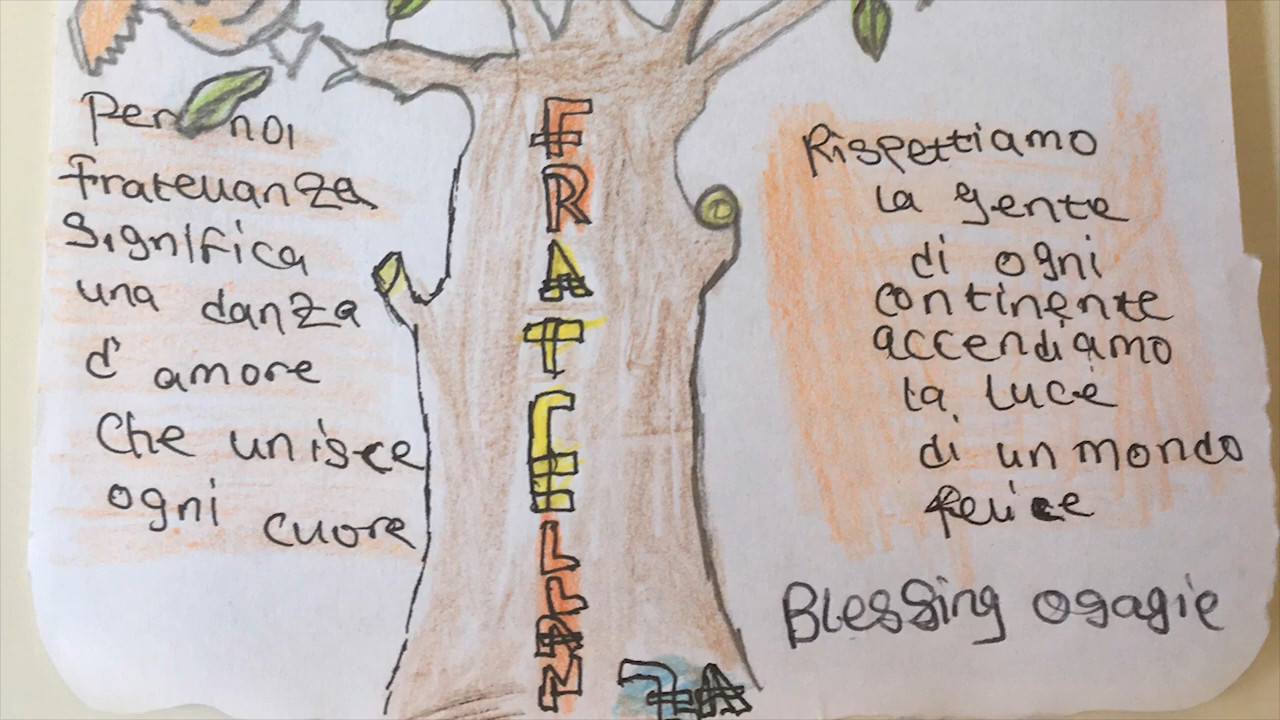 Per noi
Fratellanza
Significa
una danza
d'amore
Che unisce
ogni cuore
FRATELLANZA
Rispettiamo
la gente
di ogni
continente
accendiamo
la luce
di un mondo
felice
Blessing ogagie